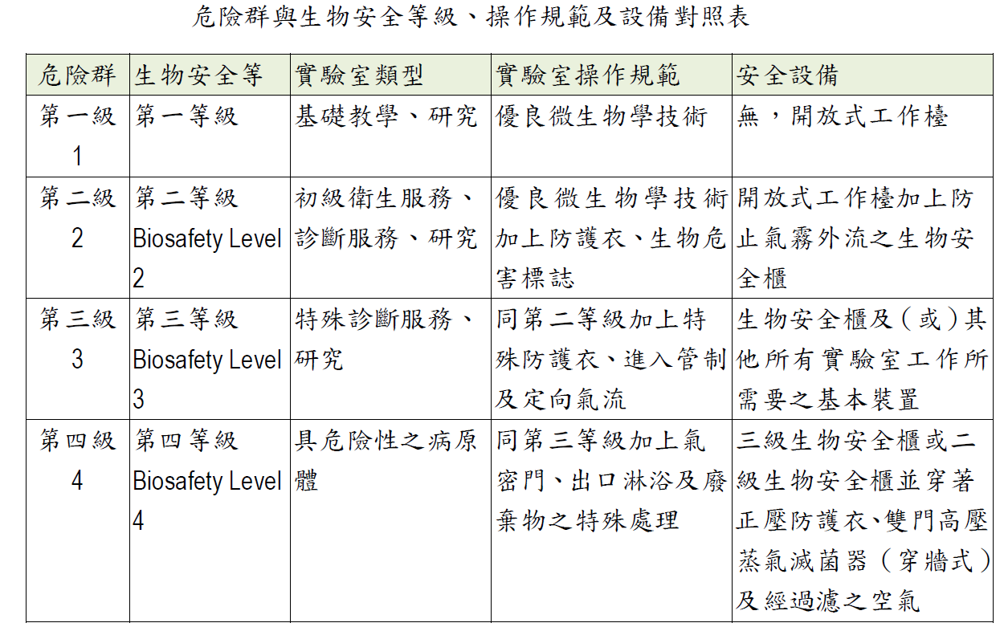 危險群與生物安全等級、操作規範及設備對照表
危險群 生物安全等 實驗室類型 實驗室操作規範 安全設備
第一級 第一等級 基礎教學、研究 優良微生物學技術 無，開放式工作檯
1
第二級 第二等級 初級衛生服務、 優良微生物學技術 開放式工作檯加上防
2 Biosafety Level 診斷服務、研究 加上防護衣、生物危 止氣霧外流之生物安
2 害標誌 全櫃
第三級 第三等級 特殊診斷服務、 同第二等級加上特 生物安全櫃及（或）其
3 Biosafety Level 研究 殊防護衣、進入管制 他所有實驗室工作所
3 及定向氣流 需要之基本裝置
第四級 第四等級 具危險性之病原 同第三等級加上氣 三級生物安全櫃或二
4 Biosafety Level 體 密門、出口淋浴及廢 級生物安全櫃並穿著
4 棄物之特殊處理 正壓防護衣、雙門高壓
蒸氣滅菌器（穿牆式）
及經過濾之空氣